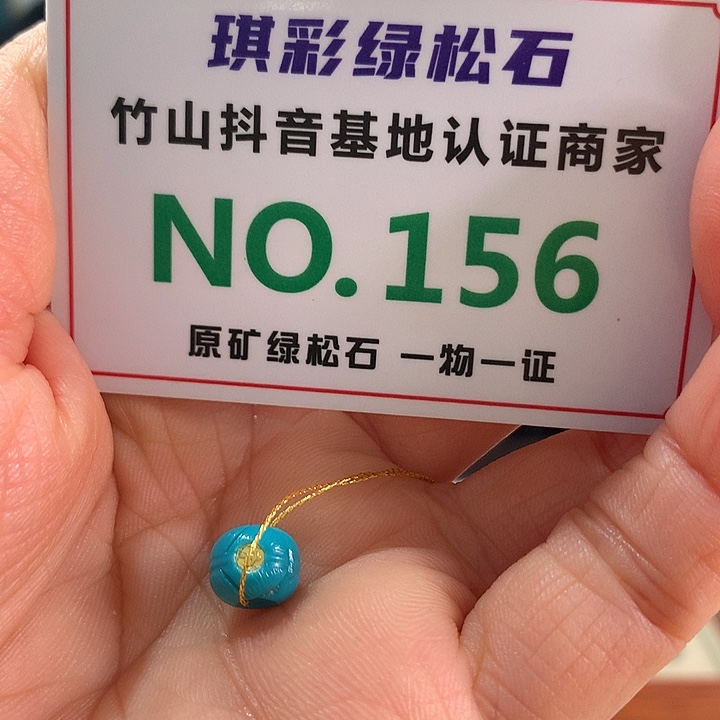 琪彩绿松石
竹山抖音基地认证商家
NO.156
原矿绿松石 一物一证